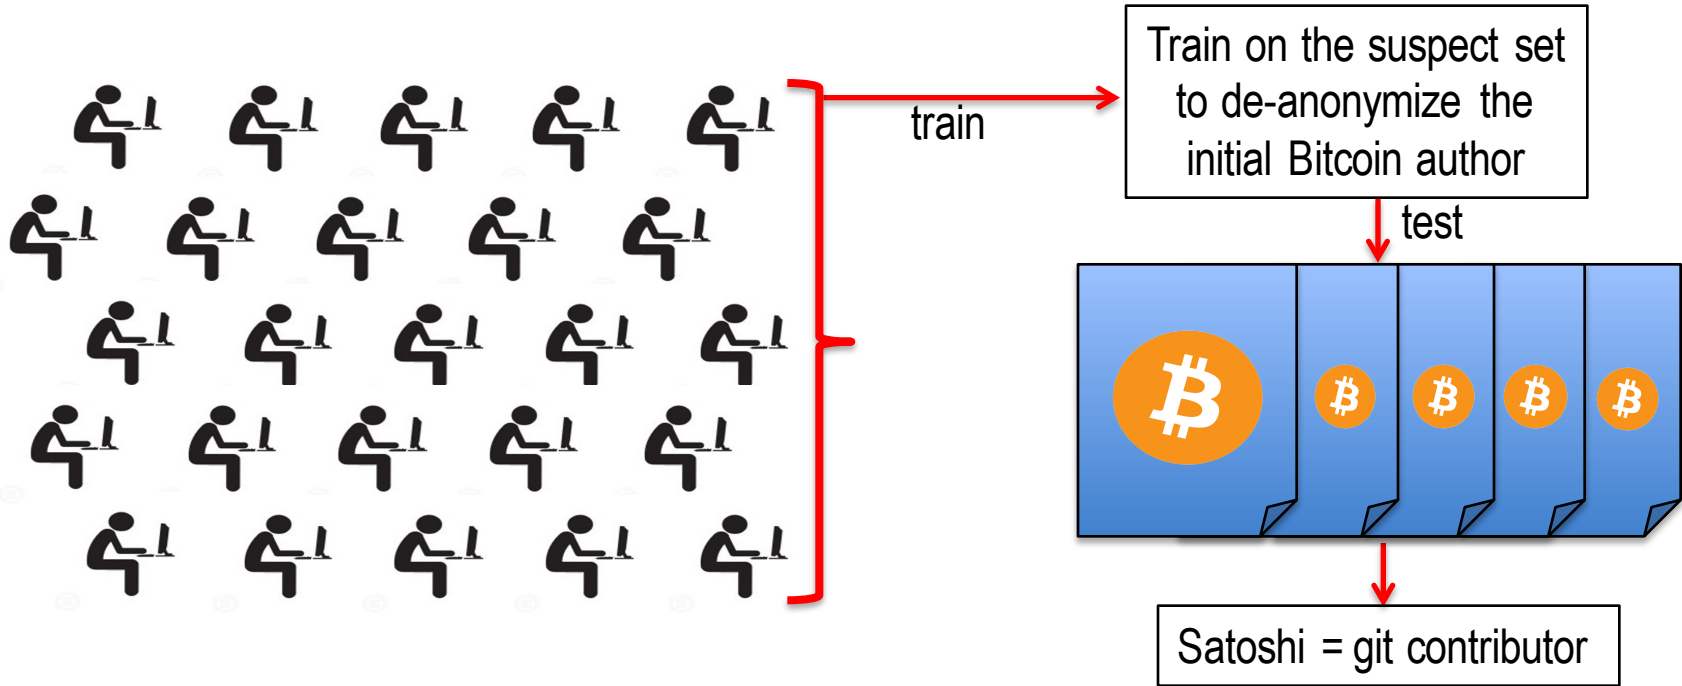 Train on the suspect set
to de-anonymize the
initial Bitcoin author
train
test
Satoshi = git contributor